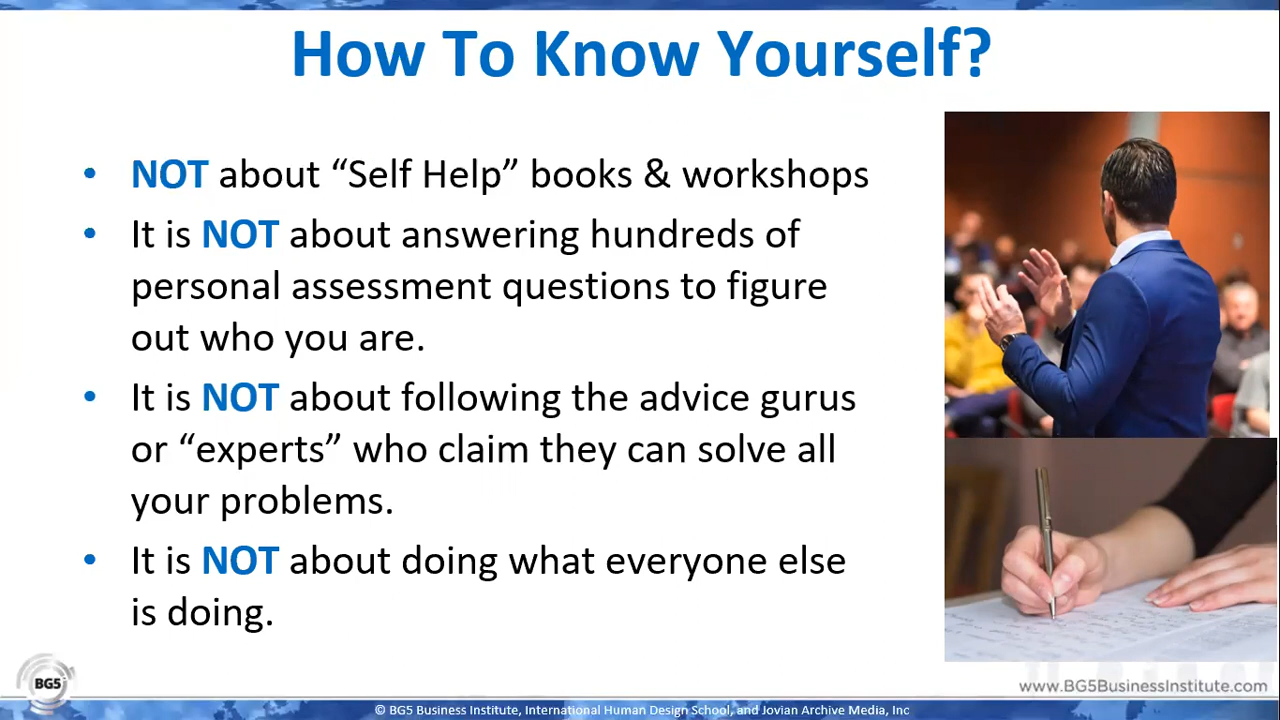 How To Know Yourself?
• NOT about “Self Help” books & workshops
• It is NOT about answering hundreds of
personal assessment questions to figure
out who you are.
• It is NOT about following the advice gurus
or “experts” who claim they can solve all
your problems.
• It is NOT about doing what everyone else
is doing.
BG5
www.BG5BusinessInstitute.com
© BG5 Business Institute, International Human Design School, and Jovian Archive Media, Inc